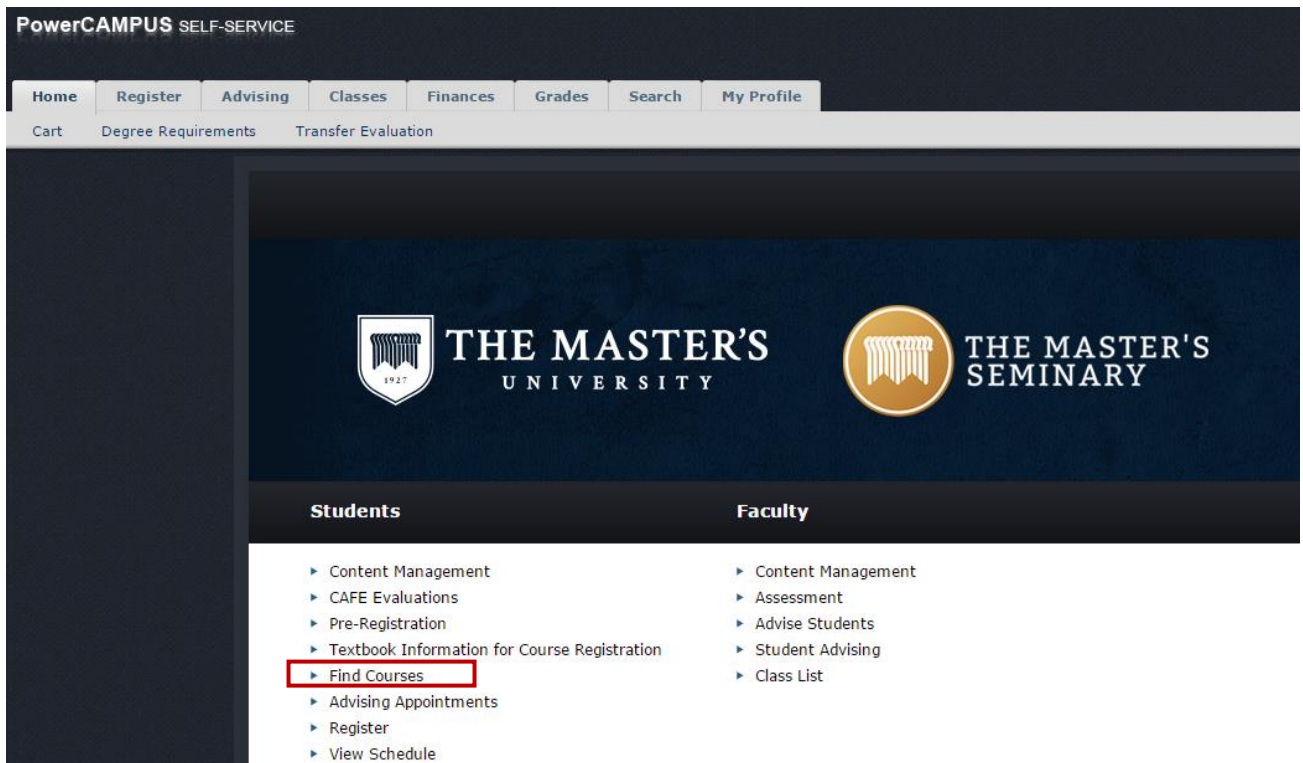 PowerCAMPUS SELF-SERVICE
Home Register Advising Classes Finances Grades Search My Profile
Cart Degree Requirements Transfer Evaluation
1927
THE MASTER'S
UNIVERSITY
THE MASTER'S
SEMINARY
Students
Content Management
CAFE Evaluations
Pre-Registration
Textbook Information for Course Registration
Find Courses
Advising Appointments
Register
View Schedule
Faculty
Content Management
Assessment
Advise Students
Student Advising
Class List